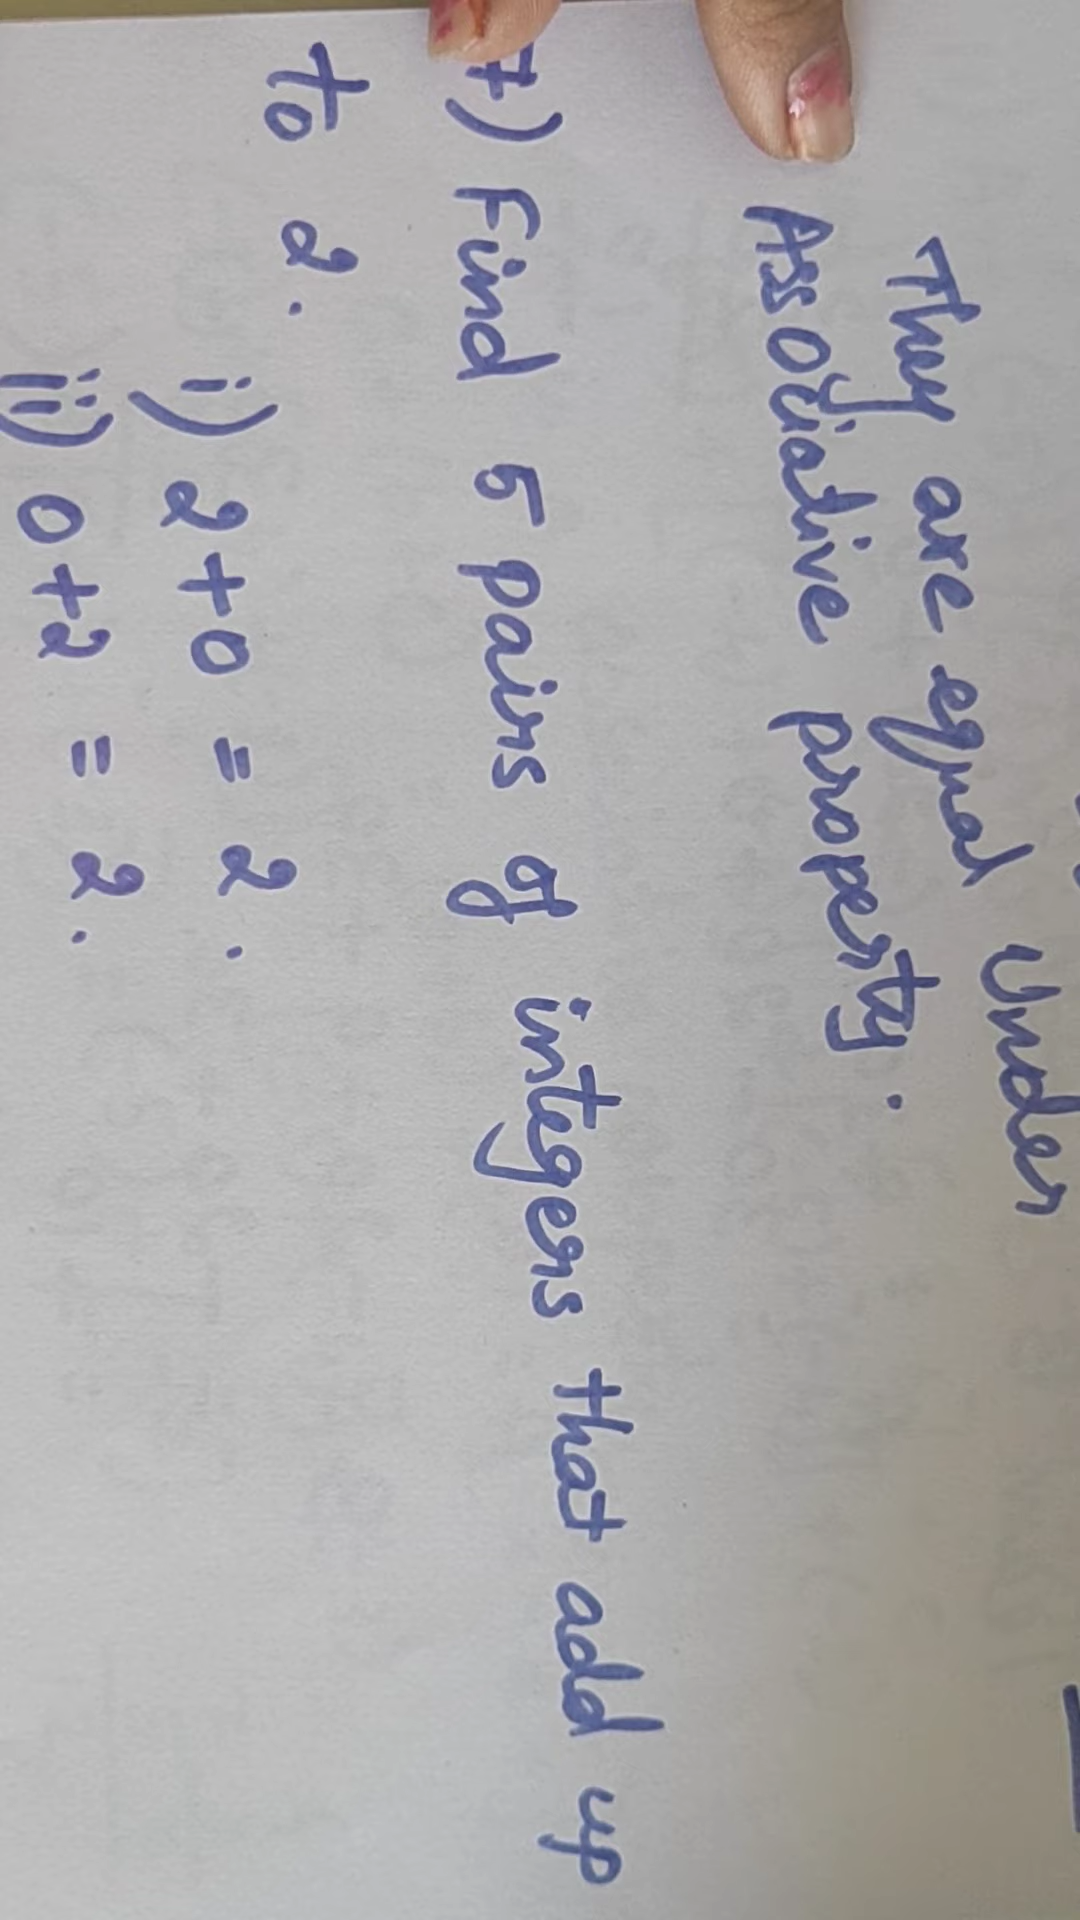 They are equal under
Associative property.
7) Find 5 pairs of integers that add up
to 2.
i) 2+0 = 2.
ii) 0+2 = 2.